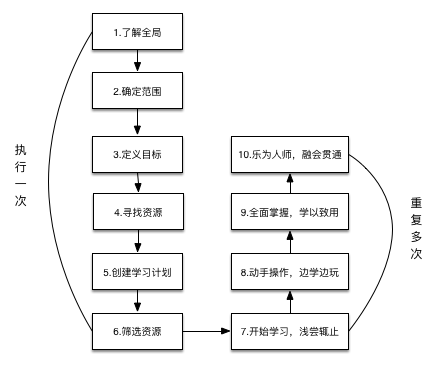 1.了解全局
2.确定范围
3.定义目标
4.寻找资源
5.创建学习计划
6.筛选资源
7.开始学习，浅尝辄止
8.动手操作，边学边玩
9.全面掌握，学以致用
10.乐为人师，融会贯通
执行一次
重复多次